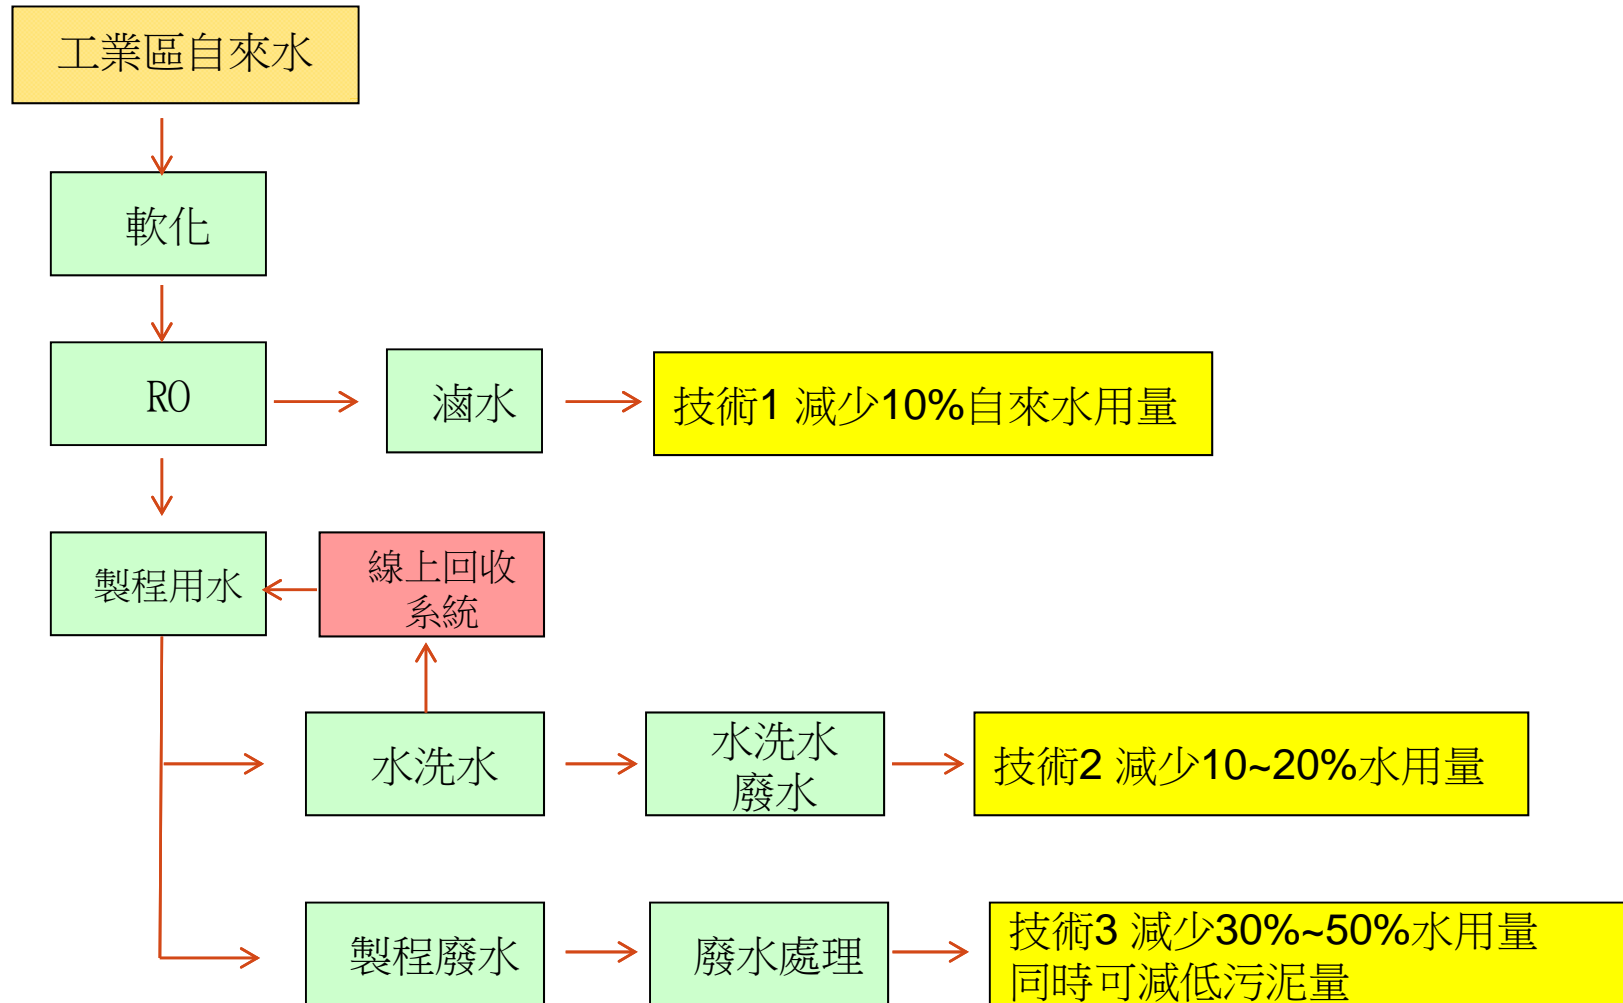 工業區自來水
軟化
RO
滷水
技術1 減少10%自來水用量
製程用水
線上回收
系統
水洗水
水洗水
廢水
技術2 減少10~20%水用量
製程廢水
廢水處理
技術3 減少30%~50%水用量
同時可減低污泥量